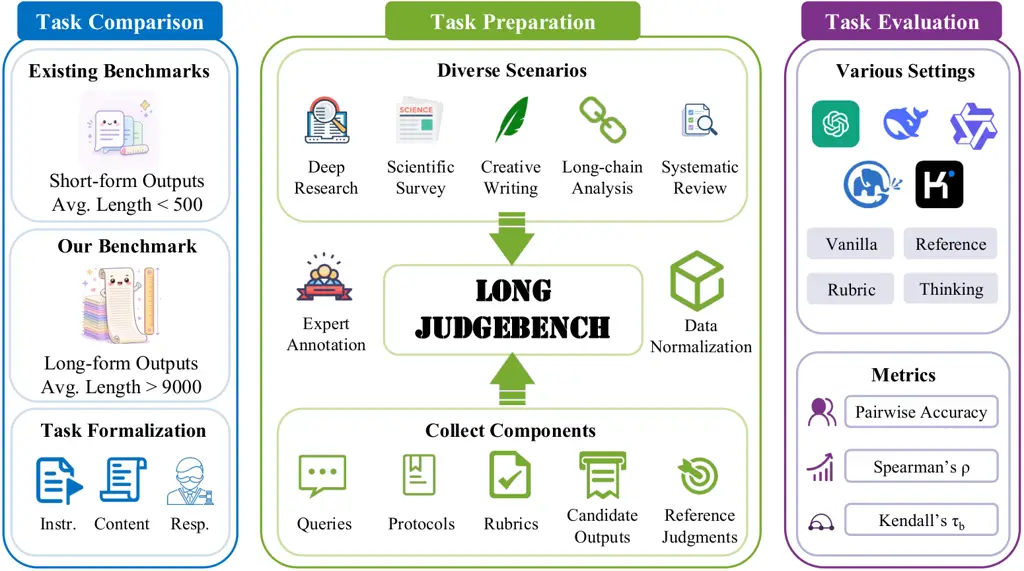 Task Comparison
Existing Benchmarks
Short-form Outputs
Avg. Length < 500
Our Benchmark
Long-form Outputs
Avg. Length > 9000
Task Formalization
Instr.
Content
Resp.
Task Preparation
Diverse Scenarios
SCIENCE
Deep
Research
Scientific
Survey
Creative
Writing
Long-chain
Analysis
Systematic
Review
Expert
Annotation
LONG
JUDGEBENCH
Data
Normalization
Collect Components
Queries
Protocols
Rubrics
Candidate
Outputs
Reference
Judgments
Task Evaluation
Various Settings
K
Vanilla
Reference
Rubric
Thinking
Metrics
Pairwise Accuracy
Spearman's ρ
Kendall's τb